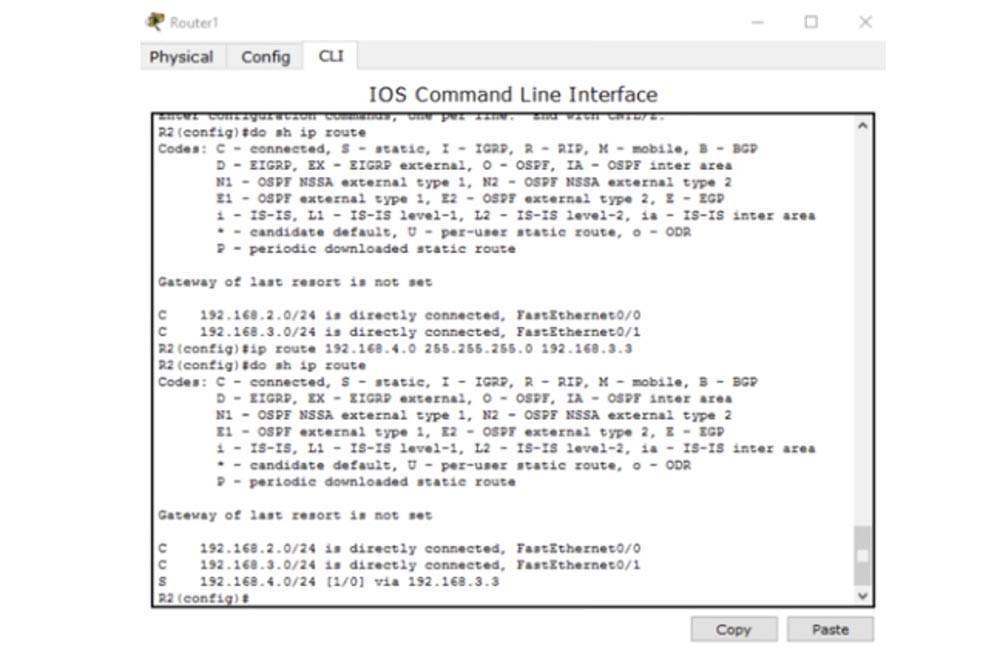 Router1
Physical Config CLI
IOS Command Line Interface
Enter configuration commands, one per line. End with CNTL/Z.
R2(config)#do sh ip route
Codes: C - connected, S - static, I - IGRP, R - RIP, M - mobile, B - BGP
D - EIGRP, EX - EIGRP external, O - OSPF, IA - OSPF inter area
N1 - OSPF NSSA external type 1, N2 - OSPF NSSA external type 2
E1 - OSPF external type 1, E2 - OSPF external type 2, E - EGP
i - IS-IS, L1 - IS-IS level-1, L2 - IS-IS level-2, ia - IS-IS inter area
* - candidate default, U - per-user static route, o - ODR
P - periodic downloaded static route
Gateway of last resort is not set
C 192.168.2.0/24 is directly connected, FastEthernet0/0
C 192.168.3.0/24 is directly connected, FastEthernet0/1
R2(config)#ip route 192.168.4.0 255.255.255.0 192.168.3.3
R2(config)#do sh ip route
Codes: C - connected, S - static, I - IGRP, R - RIP, M - mobile, B - BGP
D - EIGRP, EX - EIGRP external, O - OSPF, IA - OSPF inter area
N1 - OSPF NSSA external type 1, N2 - OSPF NSSA external type 2
E1 - OSPF external type 1, E2 - OSPF external type 2, E - EGP
i - IS-IS, L1 - IS-IS level-1, L2 - IS-IS level-2, ia - IS-IS inter area
* - candidate default, U - per-user static route, o - ODR
P - periodic downloaded static route
Gateway of last resort is not set
C 192.168.2.0/24 is directly connected, FastEthernet0/0
C 192.168.3.0/24 is directly connected, FastEthernet0/1
S 192.168.4.0/24 [1/0] via 192.168.3.3
R2(config)#
Copy Paste